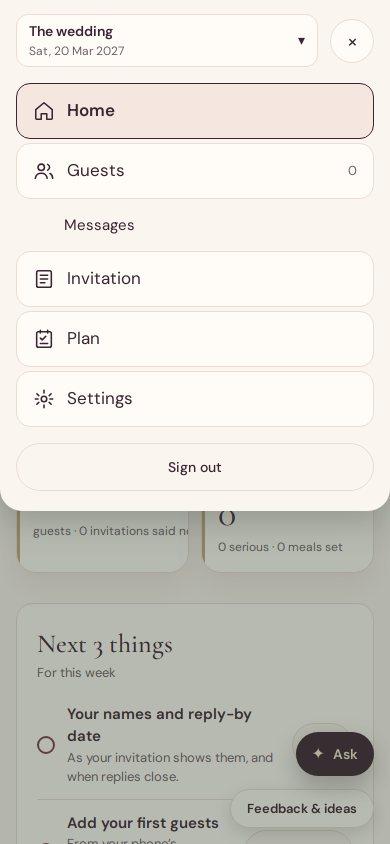 The wedding
Sat, 20 Mar 2027
Home
Guests 0
Messages
Invitation
Plan
Settings
Sign out
guests · 0 invitations said
0
0 serious · 0 meals set
Next 3 things
For this week
Your names and reply-by
date
As your invitation shows them, and
when replies close.
Ask
Add your first guests
Feedback & ideas
From your phone's